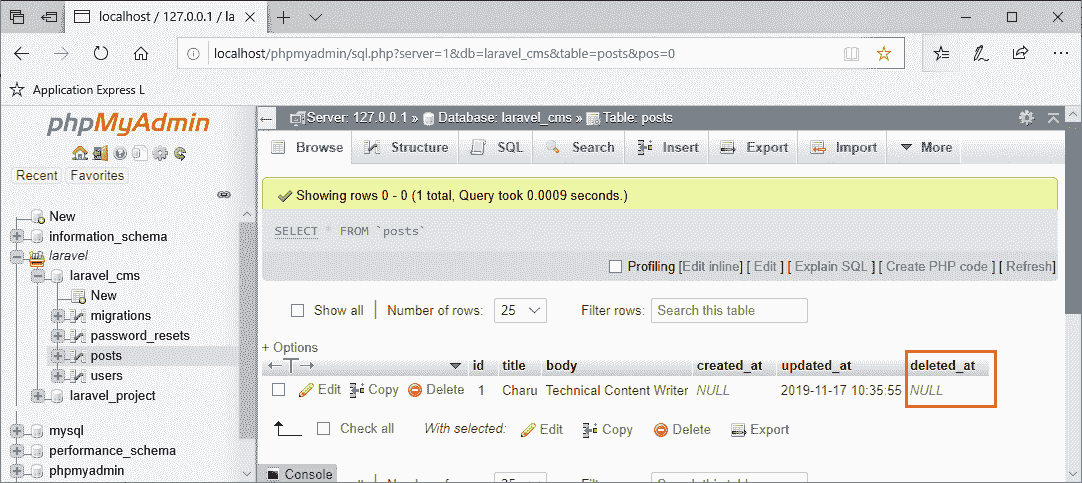 localhost / 127.0.0.1 / la
localhost/phpmyadmin/sql.php?server=1&db=laravel_cms&table=posts&pos=0
Application Express L
phpMyAdmin
Recent Favorites
New
information_schema
laravel
laravel_cms
New
migrations
password_resets
posts
users
laravel_project
mysql
performance_schema
phpmyadmin
Server: 127.0.0.1 » Database: laravel_cms » Table: posts
Browse Structure SQL Search Insert Export Import More
Showing rows 0 - 0 (1 total, Query took 0.0009 seconds.)
SELECT * FROM `posts`
Profiling [Edit inline] [ Edit ] [ Explain SQL ] [ Create PHP code ] [ Refresh]
Show all Number of rows: 25 Filter rows: Search this table
+ Options
←T→ id title body created_at updated_at deleted_at
Edit Copy Delete 1 Charu Technical Content Writer NULL 2019-11-17 10:35:55 NULL
Check all With selected: Edit Copy Delete Export
Console